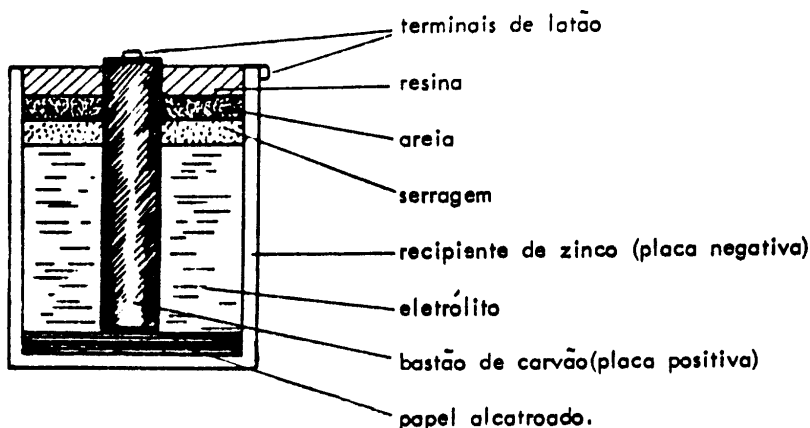 terminais de latão
resina
areia
serragem
recipiente de zinco (placa negativa)
eletrólito
bastão de carvão(placa positiva)
papel alcatroado.